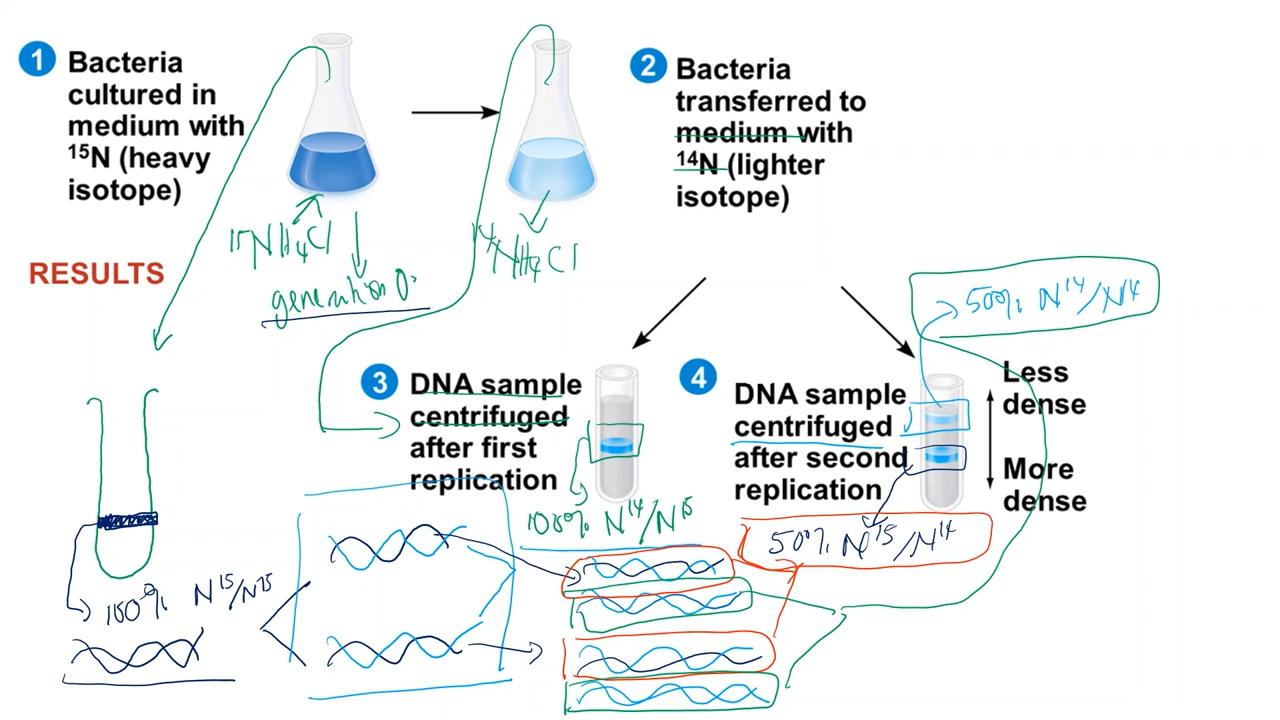 1 Bacteria
cultured in
medium with
15N (heavy
isotope)
2 Bacteria
transferred to
medium with
14N (lighter
isotope)
15NH4Cl
14NH4Cl
generation 0:
RESULTS
50% N14/N14
3 DNA sample
centrifuged
after first
replication
4 DNA sample
centrifuged
after second
replication
Less
dense
More
dense
100% N14/N15
50% N15/N14
100% N15/N15